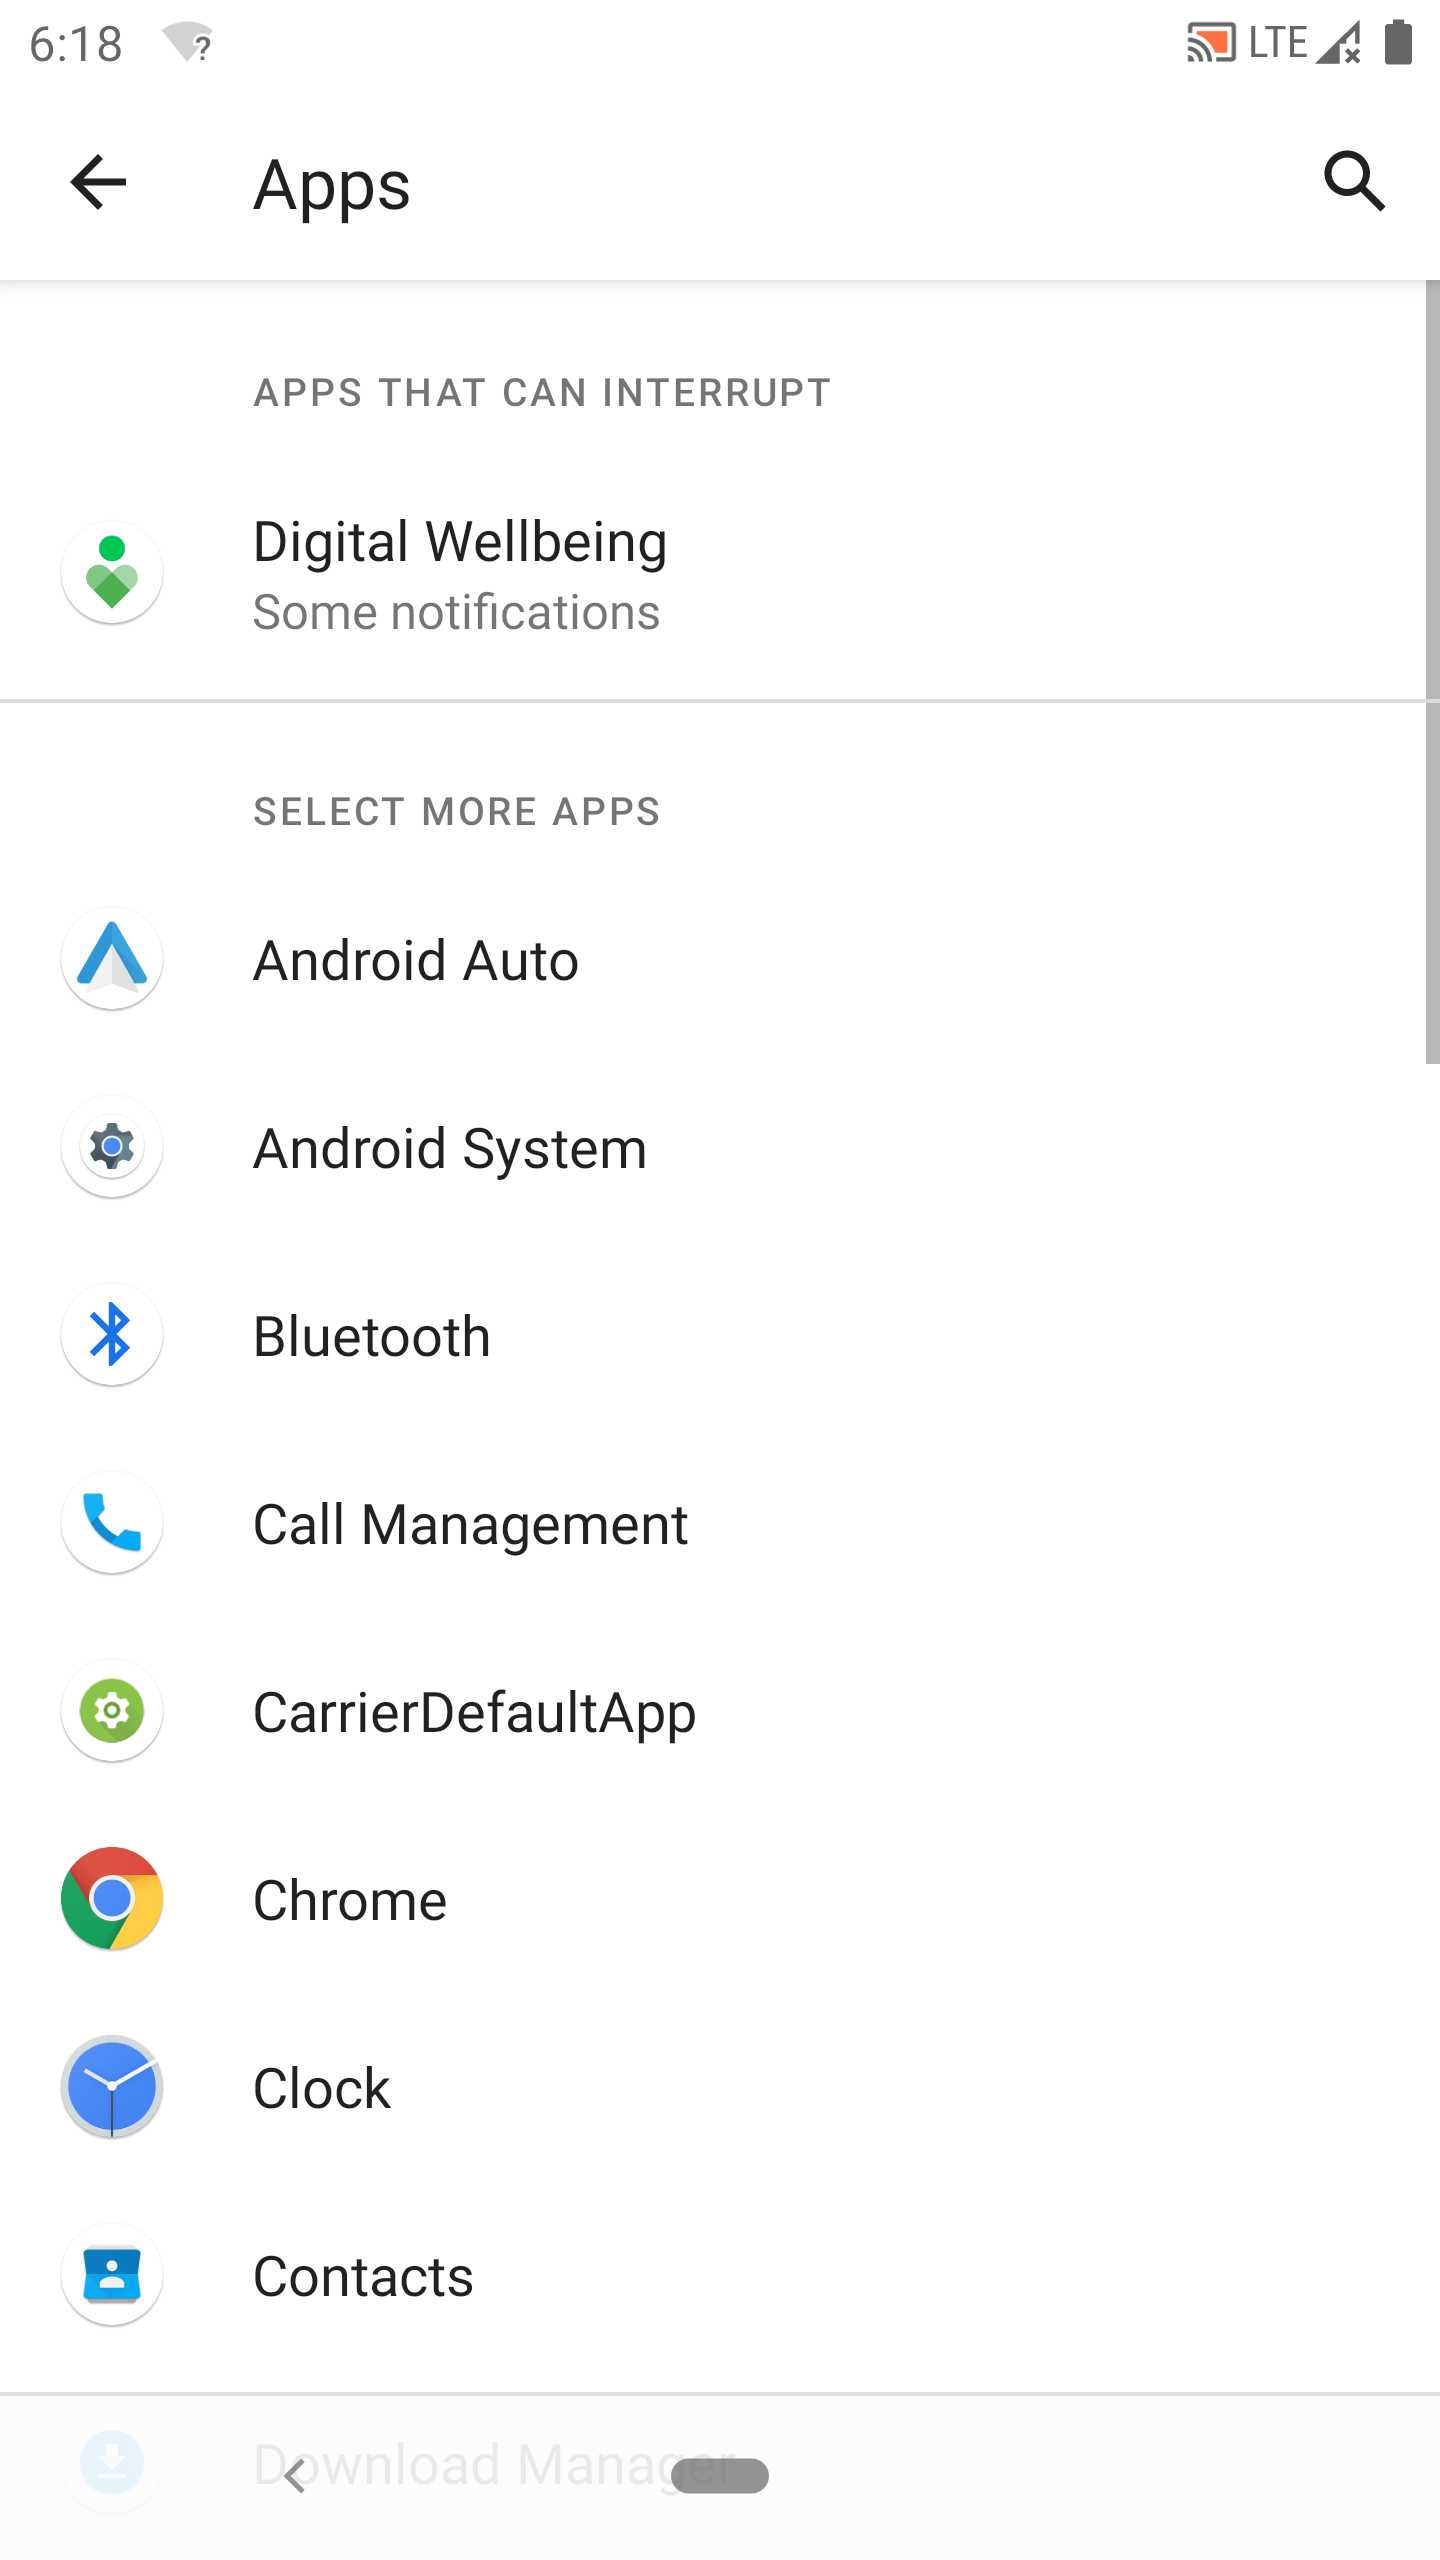 6:18 ? LTE
Apps
APPS THAT CAN INTERRUPT
Digital Wellbeing
Some notifications
SELECT MORE APPS
Android Auto
Android System
Bluetooth
Call Management
CarrierDefaultApp
Chrome
Clock
Contacts
Download Manager